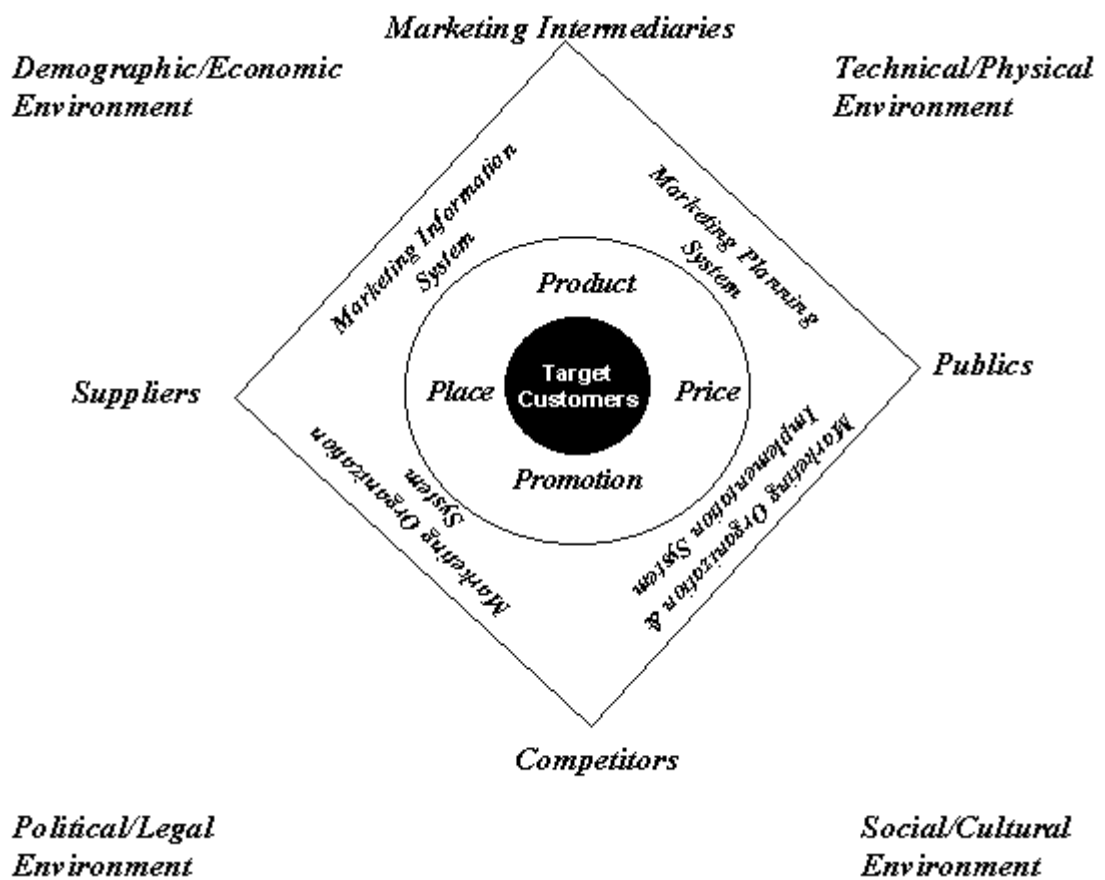 Marketing Intermediaries
Demographic/Economic
Environment
Technical/Physical
Environment
Marketing Information
System
Marketing Planning
System
Product
Suppliers
Place
Target
Customers
Price
Publics
Promotion
Marketing Organization
System
Marketing Organization &
Implementation System
Competitors
Political/Legal
Environment
Social/Cultural
Environment